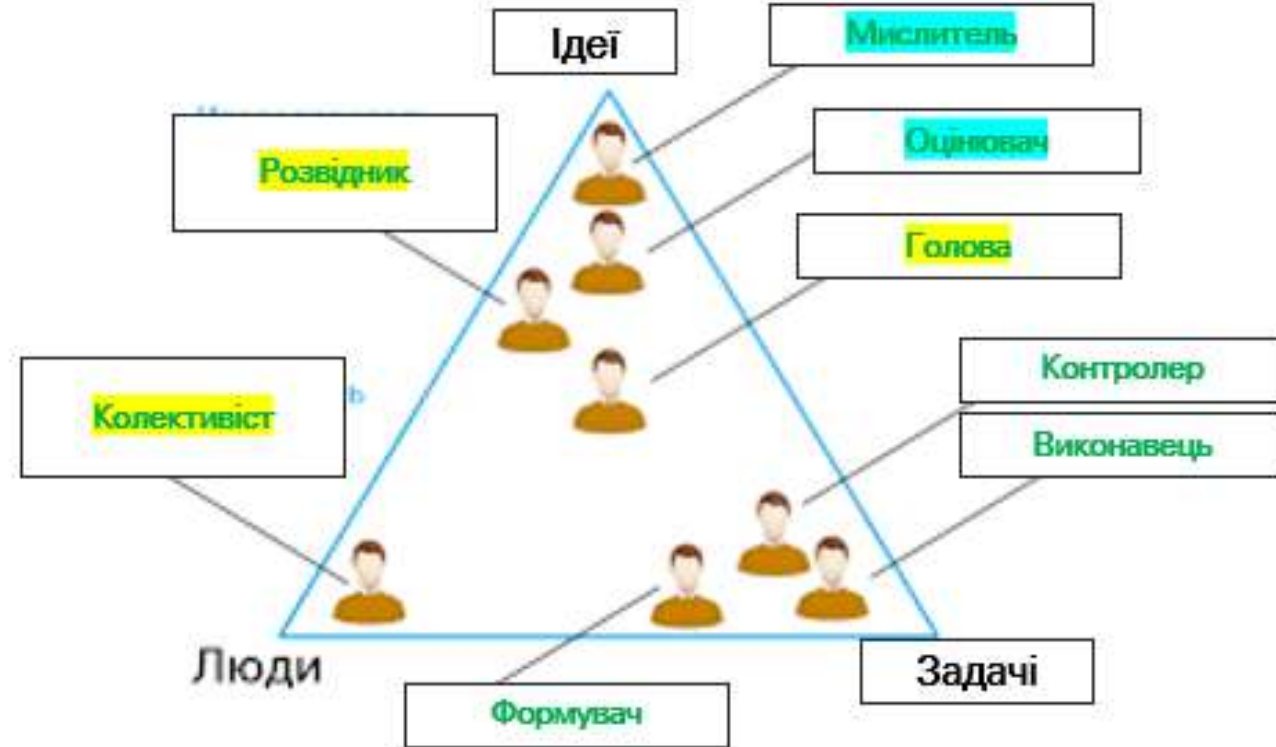 Ідеї
Мислитель
Оцінювач
Розвідник
Голова
Контролер
Колективіст
Виконавець
Люди
Задачі
Формувач